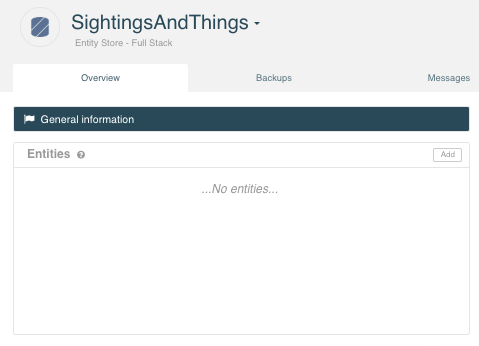 SightingsAndThings
Entity Store - Full Stack
Overview Backups Messages
General information
Entities ? Add
...No entities...